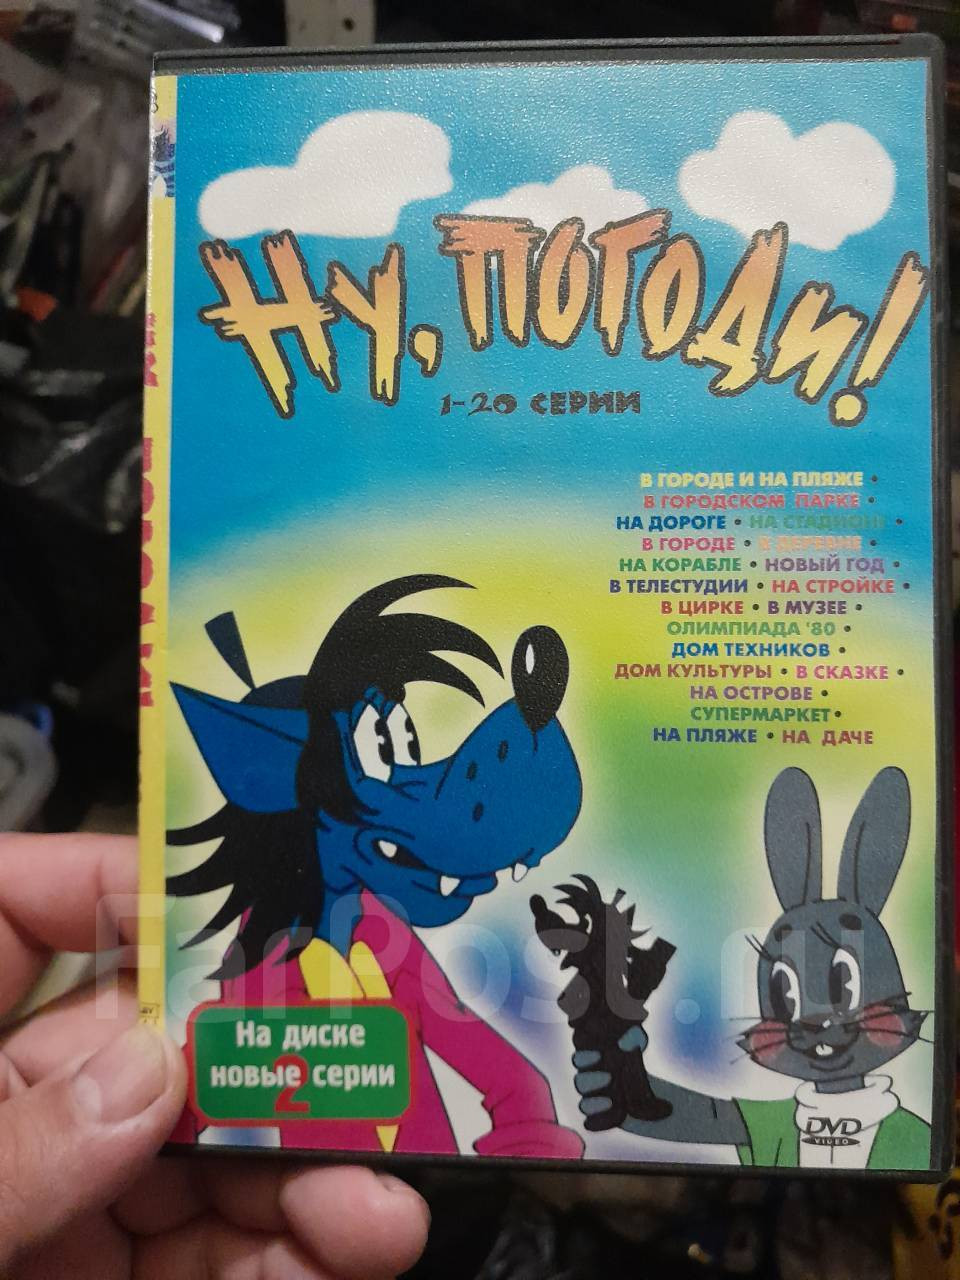 Ну, погоди!
1-20 СЕРИИ
В ГОРОДЕ И НА ПЛЯЖЕ •
В ГОРОДСКОМ ПАРКЕ •
НА ДОРОГЕ • НА СТАДИОНЕ •
В ГОРОДЕ • В ДЕРЕВНЕ •
НА КОРАБЛЕ • НОВЫЙ ГОД •
В ТЕЛЕСТУДИИ • НА СТРОЙКЕ •
В ЦИРКЕ • В МУЗЕЕ •
ОЛИМПИАДА '80 •
ДОМ ТЕХНИКОВ •
ДОМ КУЛЬТУРЫ • В СКАЗКЕ •
НА ОСТРОВЕ •
СУПЕРМАРКЕТ •
НА ПЛЯЖЕ • НА ДАЧЕ
FarPost.ru
На диске
2 новые серии
DVD
VIDEO